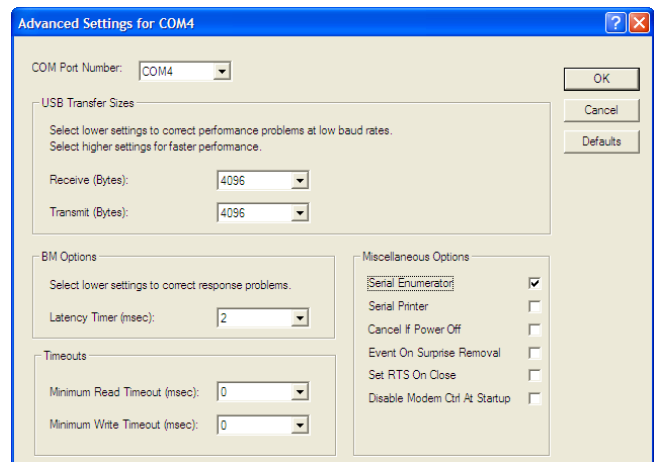 Advanced Settings for COM4
COM Port Number: COM4
OK
Cancel
Defaults
USB Transfer Sizes
Select lower settings to correct performance problems at low baud rates.
Select higher settings for faster performance.
Receive (Bytes): 4096
Transmit (Bytes): 4096
BM Options
Select lower settings to correct response problems.
Latency Timer (msec): 2
Timeouts
Minimum Read Timeout (msec): 0
Minimum Write Timeout (msec): 0
Miscellaneous Options
Serial Enumerator
Serial Printer
Cancel If Power Off
Event On Surprise Removal
Set RTS On Close
Disable Modem Ctrl At Startup